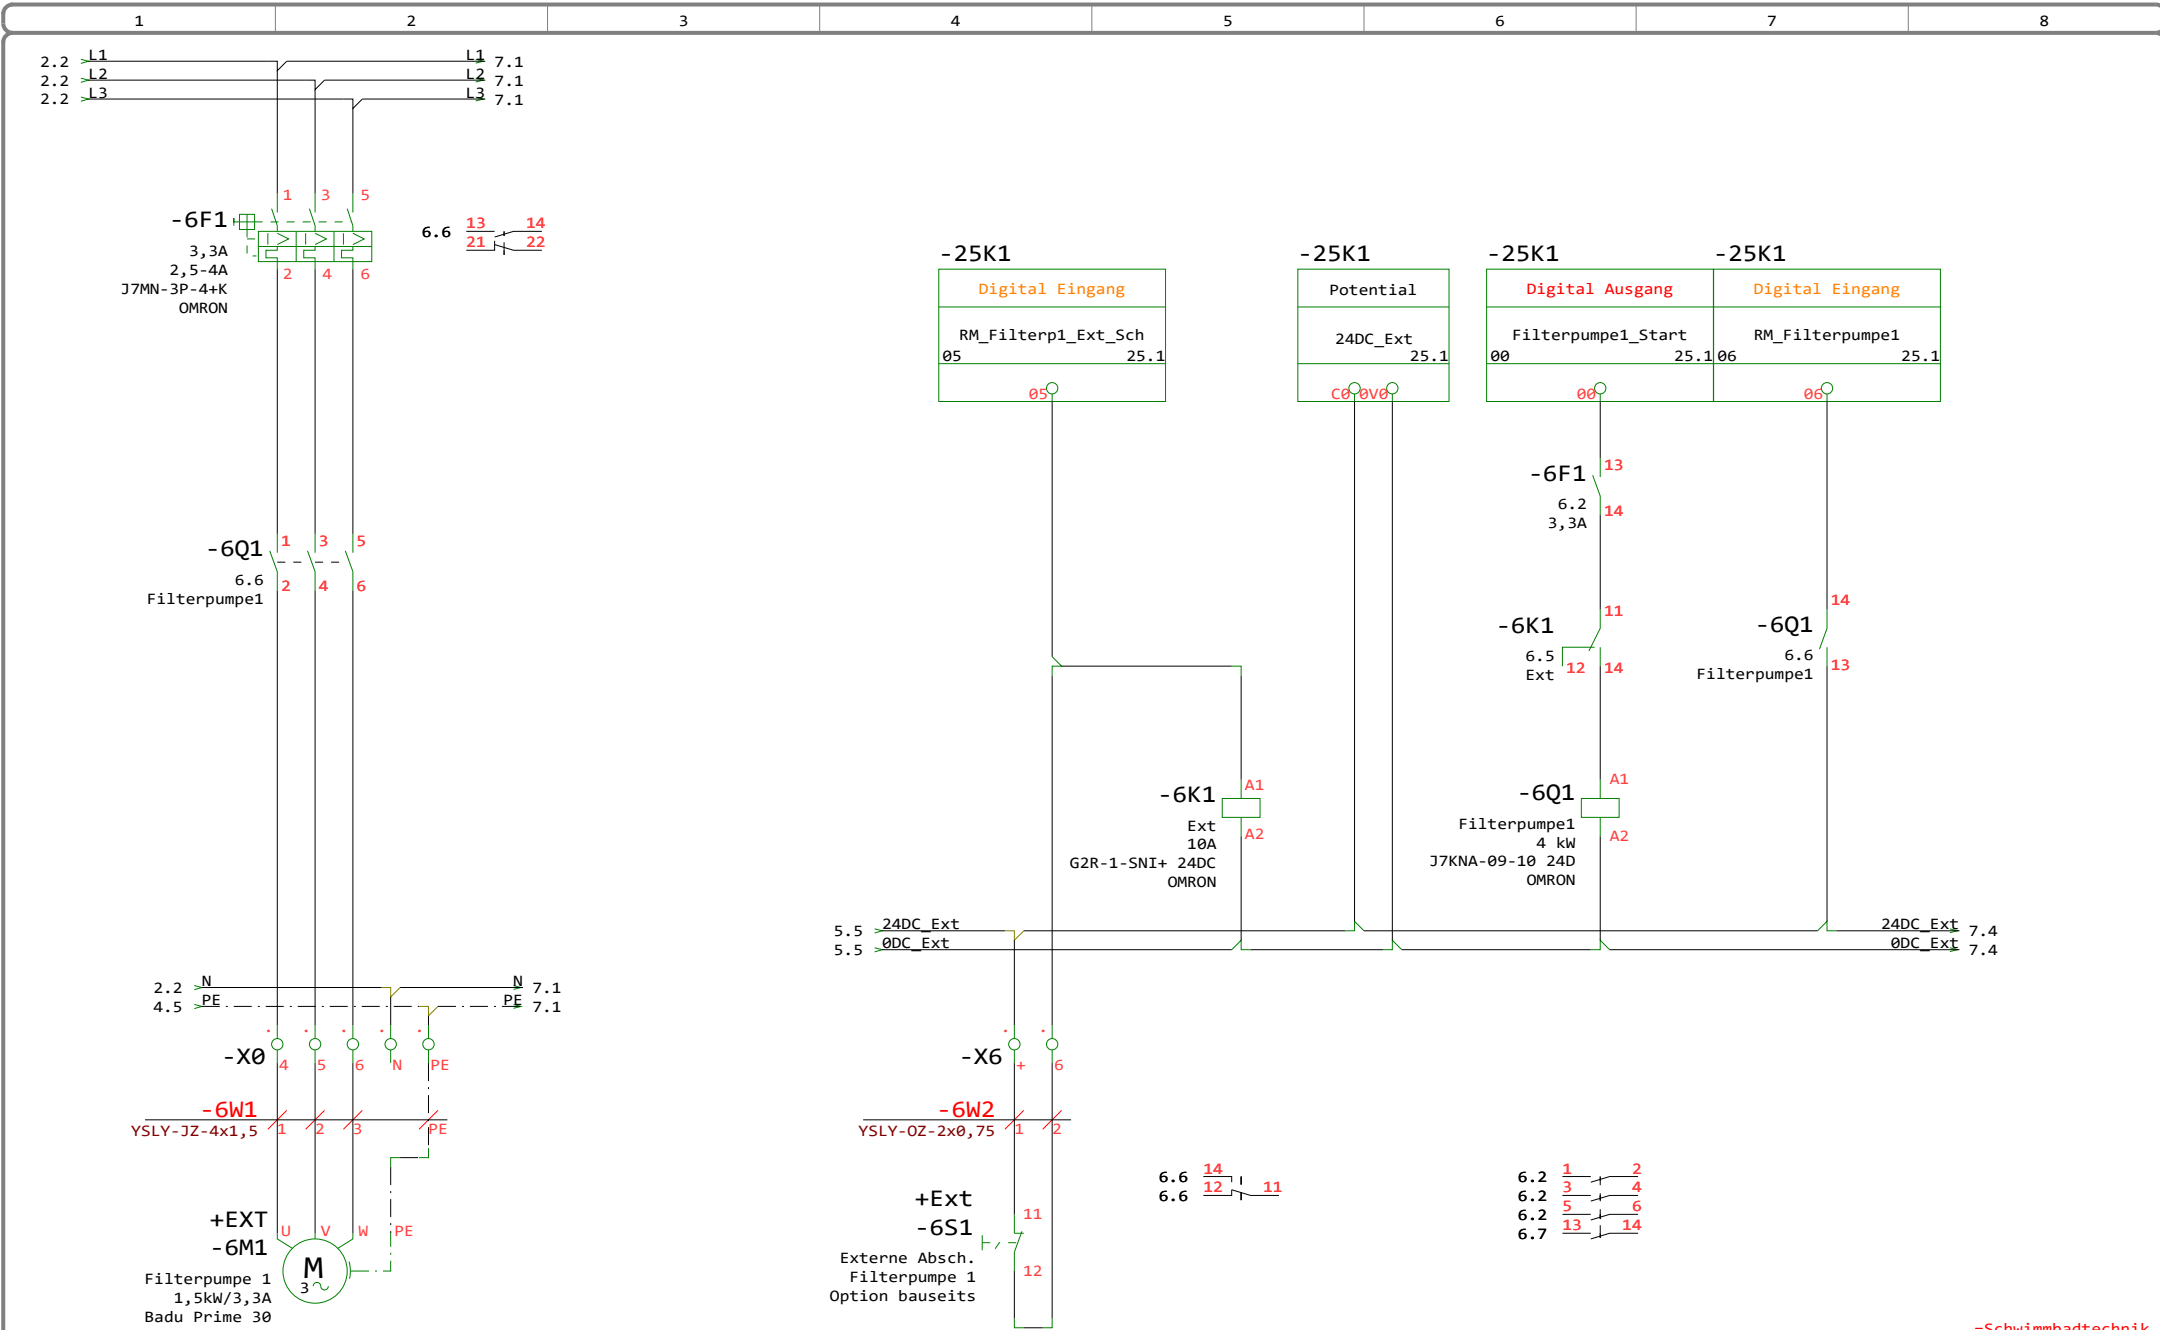 1 2 3 4 5 6 7 8
2.2 L1 L1 7.1
2.2 L2 L2 7.1
2.2 L3 L3 7.1
1 3 5
-6F1
3,3A
2,5-4A
J7MN-3P-4+K
OMRON
2 4 6
6.6 13 14
21 22
-25K1
Digital Eingang
RM_Filterp1_Ext_Sch
05 25.1
05
-25K1
Potential
24DC_Ext
25.1
C0 0V0
-25K1
Digital Ausgang
Filterpumpe1_Start
00 25.1
00
-25K1
Digital Eingang
RM_Filterpumpe1
06 25.1
06
-6F1
6.2
3,3A
13
14
1 3 5
-6Q1
6.6
Filterpumpe1
2 4 6
-6K1
6.5
Ext
11
12 14
14
-6Q1
6.6
Filterpumpe1
13
-6K1
Ext
10A
G2R-1-SNI+ 24DC
OMRON
A1
A2
-6Q1
Filterpumpe1
4 kW
J7KNA-09-10 24D
OMRON
A1
A2
5.5 24DC_Ext 24DC_Ext 7.4
5.5 0DC_Ext 0DC_Ext 7.4
2.2 N N 7.1
4.5 PE PE 7.1
-X0
4 5 6 N PE
-X6
+ 6
-6W1
YSLY-JZ-4x1,5
1 2 3 PE
-6W2
YSLY-OZ-2x0,75
1 2
+EXT
-6M1
Filterpumpe 1
1,5kW/3,3A
Badu Prime 30
U V W PE
M
3
+Ext
-6S1
Externe Absch.
Filterpumpe 1
Option bauseits
11
12
6.6 14
6.6 12 11
6.2 1 2
6.2 3 4
6.2 5 6
6.7 13 14
=Schwimmbadtechnik